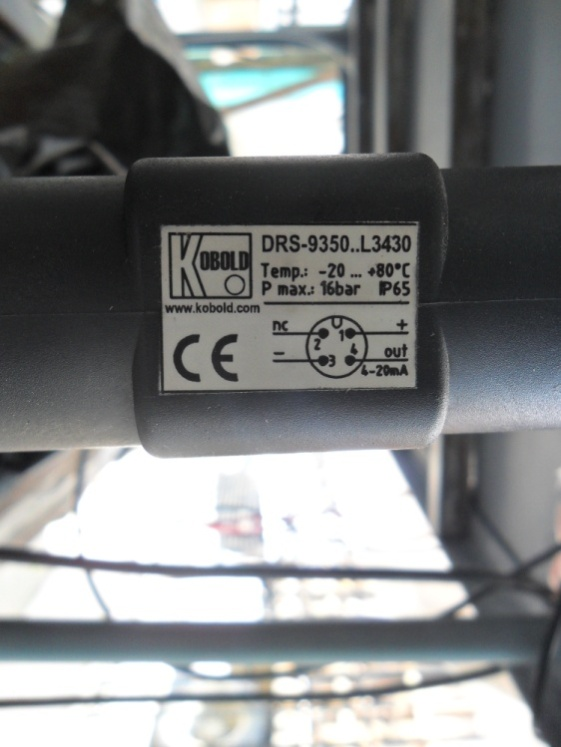 KOBOLD
www.kobold.com
DRS-9350..L3430
Temp.: -20 ... +80°C
P max.: 16bar IP65
CE
nc 2 1 +
- 3 4 out
4-20mA